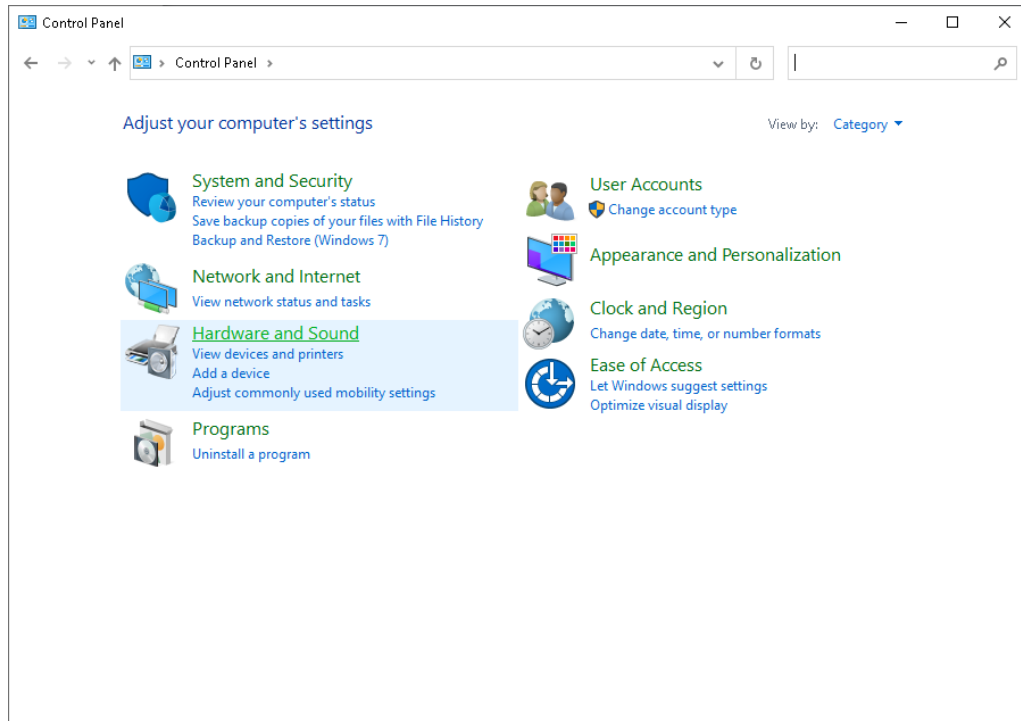 Control Panel
Control Panel
Adjust your computer's settings
View by: Category
System and Security
Review your computer's status
Save backup copies of your files with File History
Backup and Restore (Windows 7)
Network and Internet
View network status and tasks
Hardware and Sound
View devices and printers
Add a device
Adjust commonly used mobility settings
Programs
Uninstall a program
User Accounts
Change account type
Appearance and Personalization
Clock and Region
Change date, time, or number formats
Ease of Access
Let Windows suggest settings
Optimize visual display